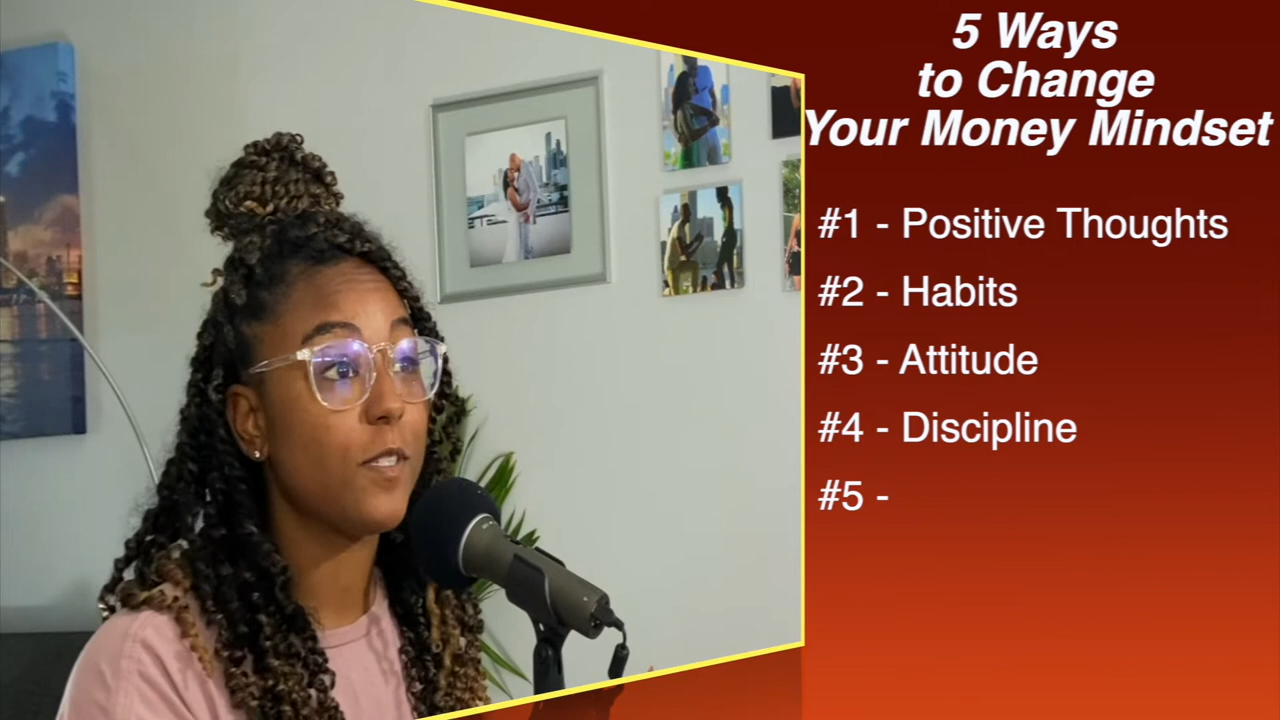 5 Ways
to Change
Your Money Mindset
#1 - Positive Thoughts
#2 - Habits
#3 - Attitude
#4 - Discipline
#5 -